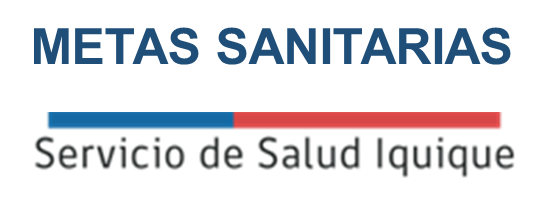 METAS SANITARIAS
Servicio de Salud Iquique